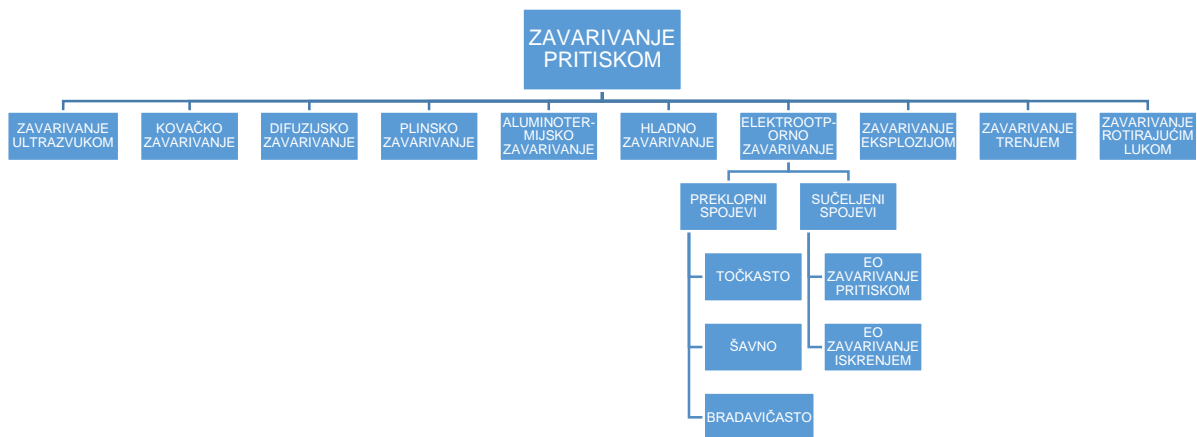 ZAVARIVANJE
PRITISKOM
ZAVARIVANJE
ULTRAZVUKOM
KOVAČKO
ZAVARIVANJE
DIFUZIJSKO
ZAVARIVANJE
PLINSKO
ZAVARIVANJE
ALUMINOTER-
MIJSKO
ZAVARIVANJE
HLADNO
ZAVARIVANJE
ELEKTROOTP-
ORNO
ZAVARIVANJE
ZAVARIVANJE
EKSPLOZIJOM
ZAVARIVANJE
TRENJEM
ZAVARIVANJE
ROTIRAJUĆIM
LUKOM
PREKLOPNI
SPOJEVI
SUČELJENI
SPOJEVI
TOČKASTO
EO
ZAVARIVANJE
PRITISKOM
ŠAVNO
EO
ZAVARIVANJE
ISKRENJEM
BRADAVIČASTO